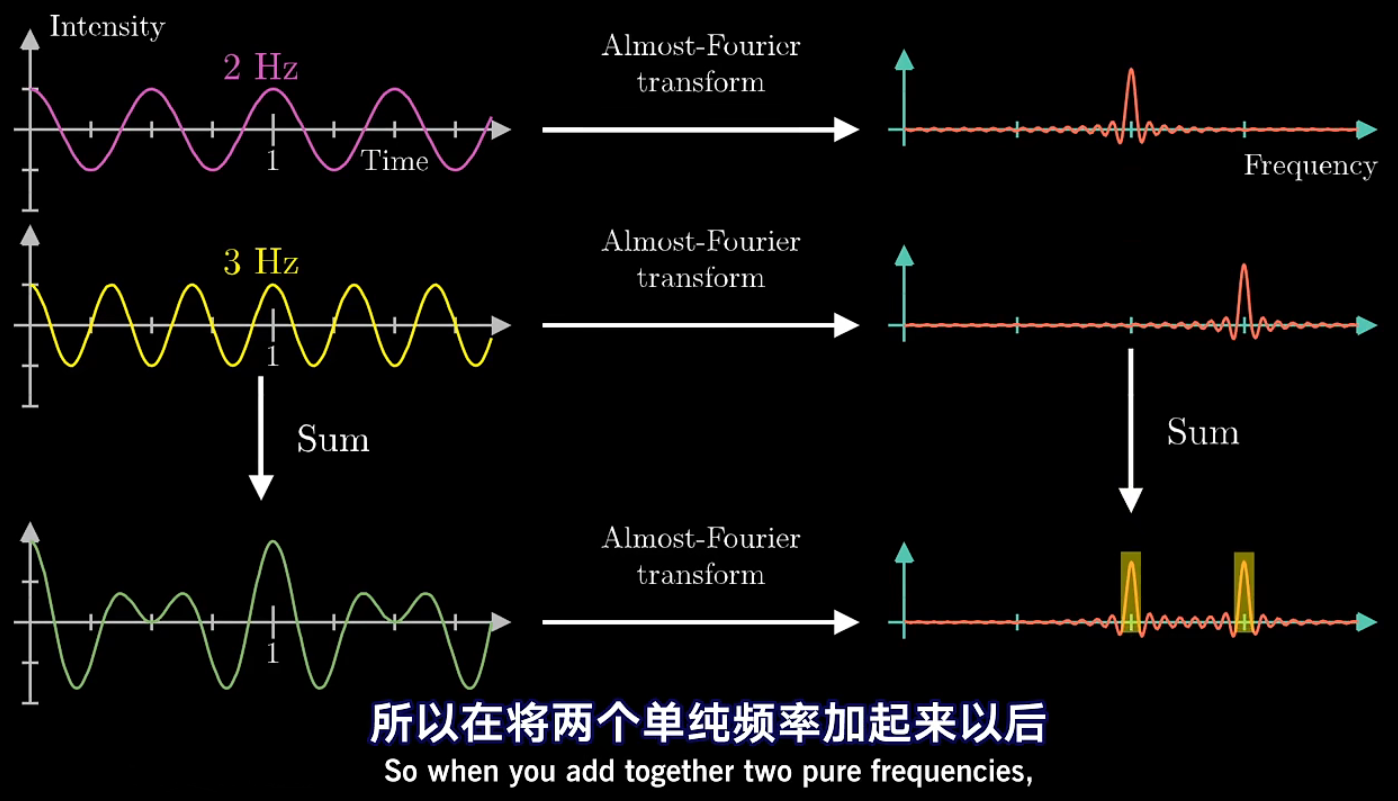 Intensity
2 Hz
1
Time
Almost-Fourier
transform
Frequency
3 Hz
1
Almost-Fourier
transform
Sum
Sum
1
Almost-Fourier
transform
所以在将两个单纯频率加起来以后
So when you add together two pure frequencies,